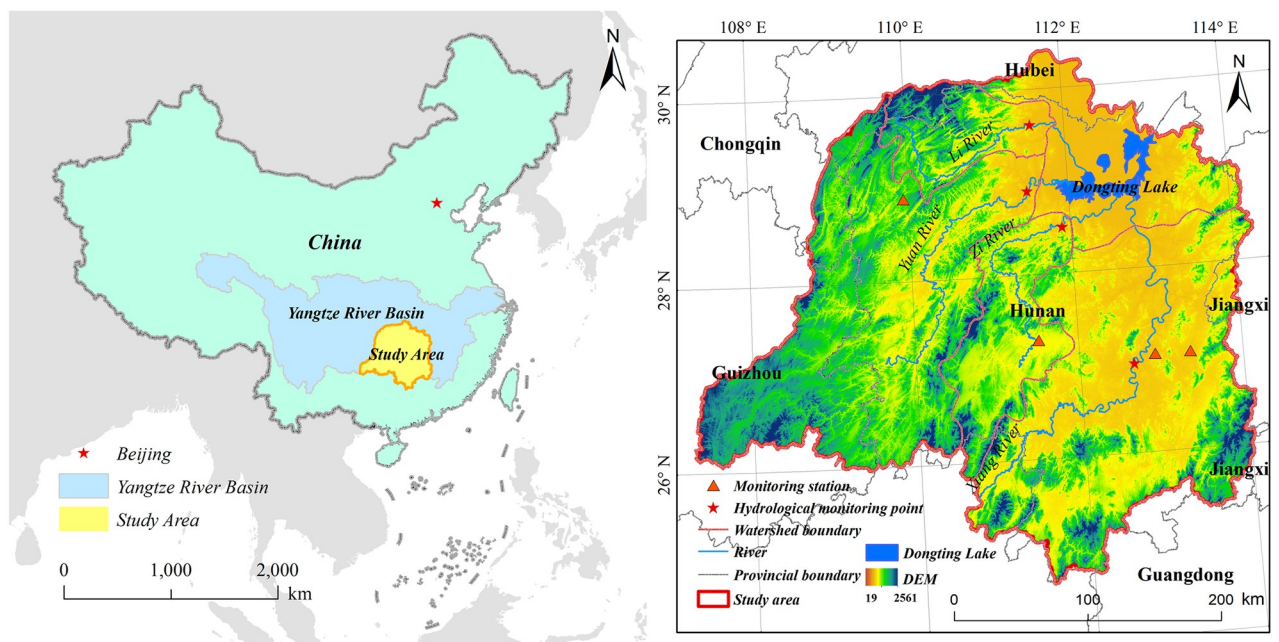 N
China
Yangtze River Basin
Study Area
Beijing
Yangtze River Basin
Study Area
0 1,000 2,000
km
108° E 110° E 112° E 114° E
30° N
28° N
26° N
N
Hubei
Chongqin
Li River
Dongting Lake
Yuan River
Zi River
Hunan
Jiangxi
Guizhou
Xiang River
Jiangxi
Guangdong
Monitoring station
Hydrological monitoring point
Watershed boundary
River
Provincial boundary
Study area
Dongting Lake
DEM
19 2561
0 100 200
km